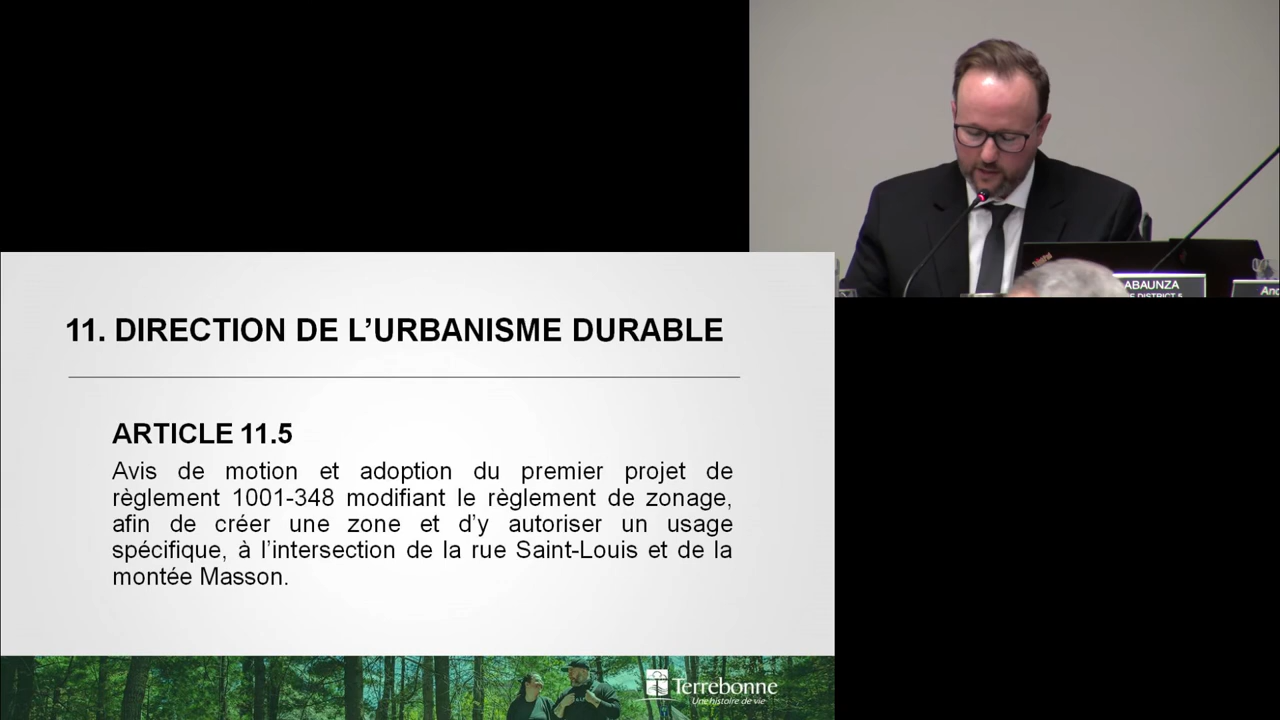 ABAUNZA
DISTRICT 5
11. DIRECTION DE L’URBANISME DURABLE
ARTICLE 11.5
Avis de motion et adoption du premier projet de
règlement 1001-348 modifiant le règlement de zonage,
afin de créer une zone et d’y autoriser un usage
spécifique, à l’intersection de la rue Saint-Louis et de la
montée Masson.
Terrebonne
Une histoire de vie